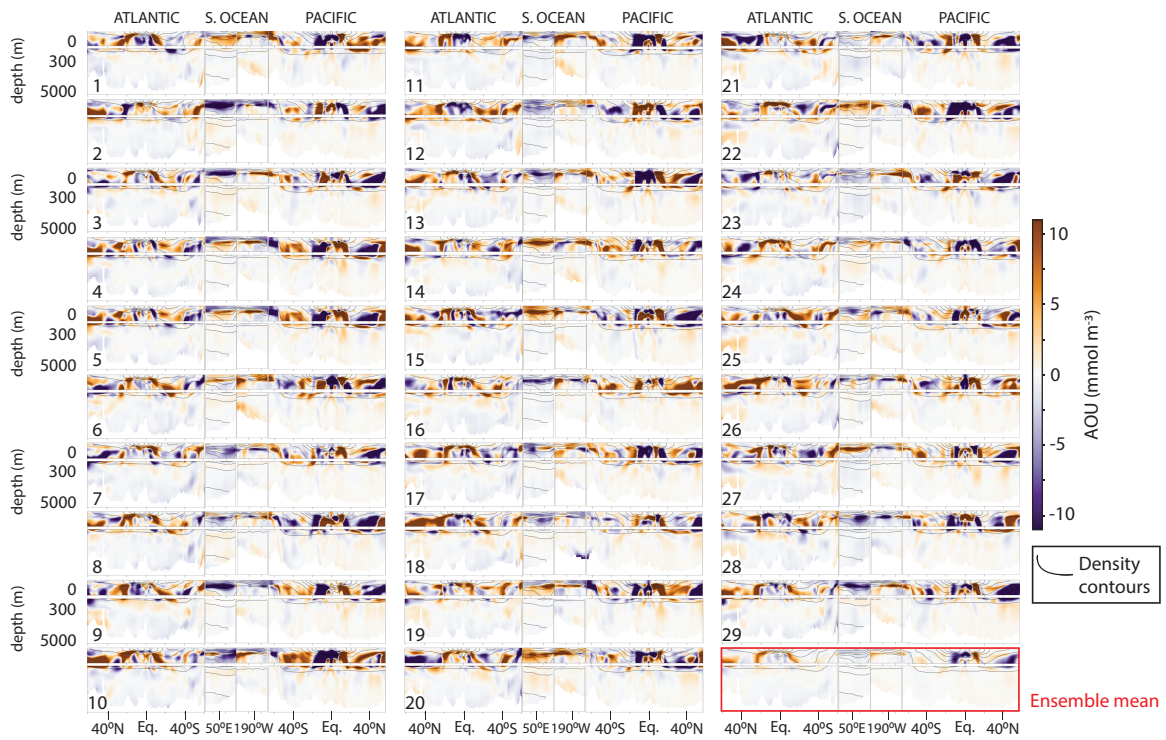 ATLANTIC S. OCEAN PACIFIC ATLANTIC S. OCEAN PACIFIC ATLANTIC S. OCEAN PACIFIC
depth (m) 0 300 5000 1 11 21
2 12 22
depth (m) 0 300 5000 3 13 23
4 14 24
depth (m) 0 300 5000 5 15 25
6 16 26
depth (m) 0 300 5000 7 17 27
8 18 28
depth (m) 0 300 5000 9 19 29
10 20
40ºN Eq. 40ºS 50ºE 190ºW 40ºS Eq. 40ºN 40ºN Eq. 40ºS 50ºE 190ºW 40ºS Eq. 40ºN 40ºN Eq. 40ºS 50ºE 190ºW 40ºS Eq. 40ºN
10
5
0
-5
-10
AOU (mmol m⁻³)
Density
contours
Ensemble mean